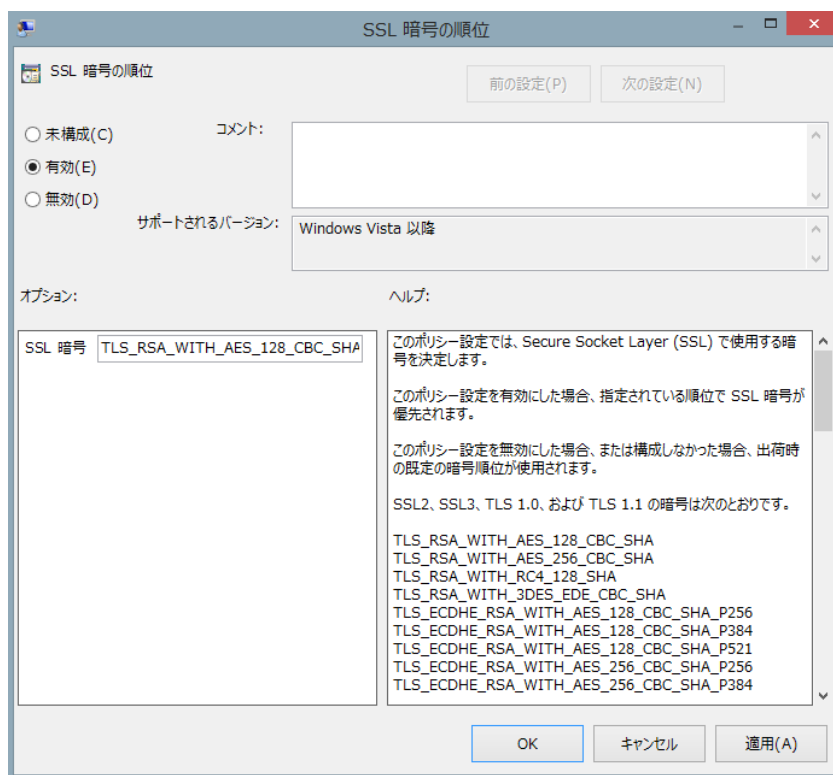 SSL 暗号の順位
SSL 暗号の順位
前の設定(P)
次の設定(N)
未構成(C)
コメント:
有効(E)
無効(D)
サポートされるバージョン:
Windows Vista 以降
オプション:
ヘルプ:
SSL 暗号
TLS_RSA_WITH_AES_128_CBC_SHA
このポリシー設定では、Secure Socket Layer (SSL) で使用する暗
号を決定します。
このポリシー設定を有効にした場合、指定されている順位で SSL 暗号が
優先されます。
このポリシー設定を無効にした場合、または構成しなかった場合、出荷時
の既定の暗号順位が使用されます。
SSL2、SSL3、TLS 1.0、および TLS 1.1 の暗号は次のとおりです。
TLS_RSA_WITH_AES_128_CBC_SHA
TLS_RSA_WITH_AES_256_CBC_SHA
TLS_RSA_WITH_RC4_128_SHA
TLS_RSA_WITH_3DES_EDE_CBC_SHA
TLS_ECDHE_RSA_WITH_AES_128_CBC_SHA_P256
TLS_ECDHE_RSA_WITH_AES_128_CBC_SHA_P384
TLS_ECDHE_RSA_WITH_AES_128_CBC_SHA_P521
TLS_ECDHE_RSA_WITH_AES_256_CBC_SHA_P256
TLS_ECDHE_RSA_WITH_AES_256_CBC_SHA_P384
OK
キャンセル
適用(A)